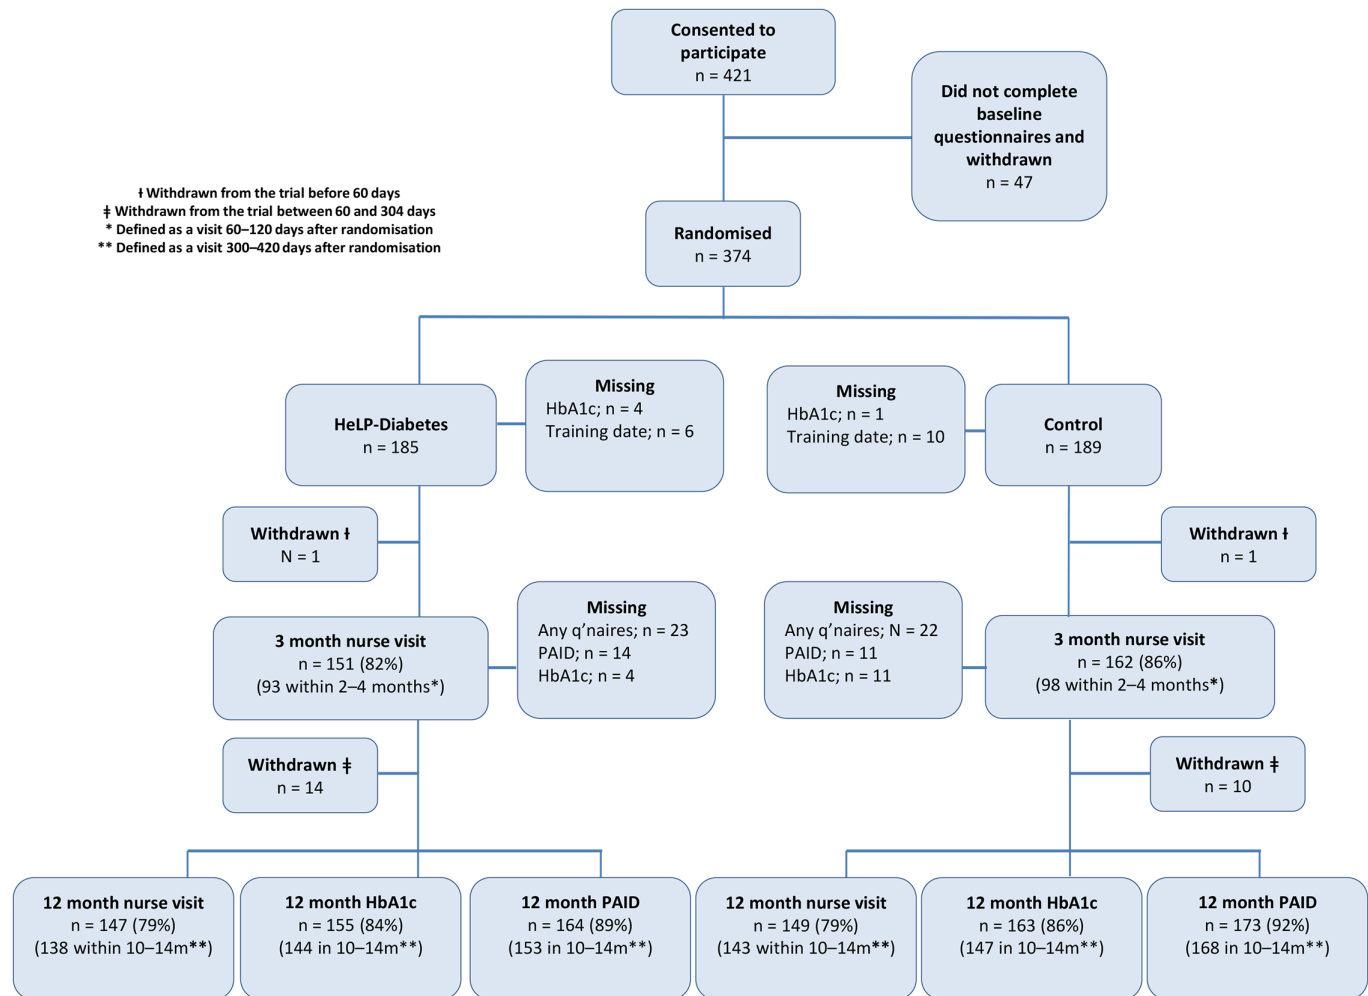 Consented to
participate
n = 421
Did not complete
baseline
questionnaires and
withdrawn
n = 47
ƚ Withdrawn from the trial before 60 days
ǂ Withdrawn from the trial between 60 and 304 days
* Defined as a visit 60–120 days after randomisation
** Defined as a visit 300–420 days after randomisation
Randomised
n = 374
HeLP-Diabetes
n = 185
Missing
HbA1c; n = 4
Training date; n = 6
Missing
HbA1c; n = 1
Training date; n = 10
Control
n = 189
Withdrawn ƚ
N = 1
Withdrawn ƚ
n = 1
3 month nurse visit
n = 151 (82%)
(93 within 2–4 months*)
Missing
Any q’naires; n = 23
PAID; n = 14
HbA1c; n = 4
Missing
Any q’naires; N = 22
PAID; n = 11
HbA1c; n = 11
3 month nurse visit
n = 162 (86%)
(98 within 2–4 months*)
Withdrawn ǂ
n = 14
Withdrawn ǂ
n = 10
12 month nurse visit
n = 147 (79%)
(138 within 10–14m**)
12 month HbA1c
n = 155 (84%)
(144 in 10–14m**)
12 month PAID
n = 164 (89%)
(153 in 10–14m**)
12 month nurse visit
n = 149 (79%)
(143 within 10–14m**)
12 month HbA1c
n = 163 (86%)
(147 in 10–14m**)
12 month PAID
n = 173 (92%)
(168 in 10–14m**)